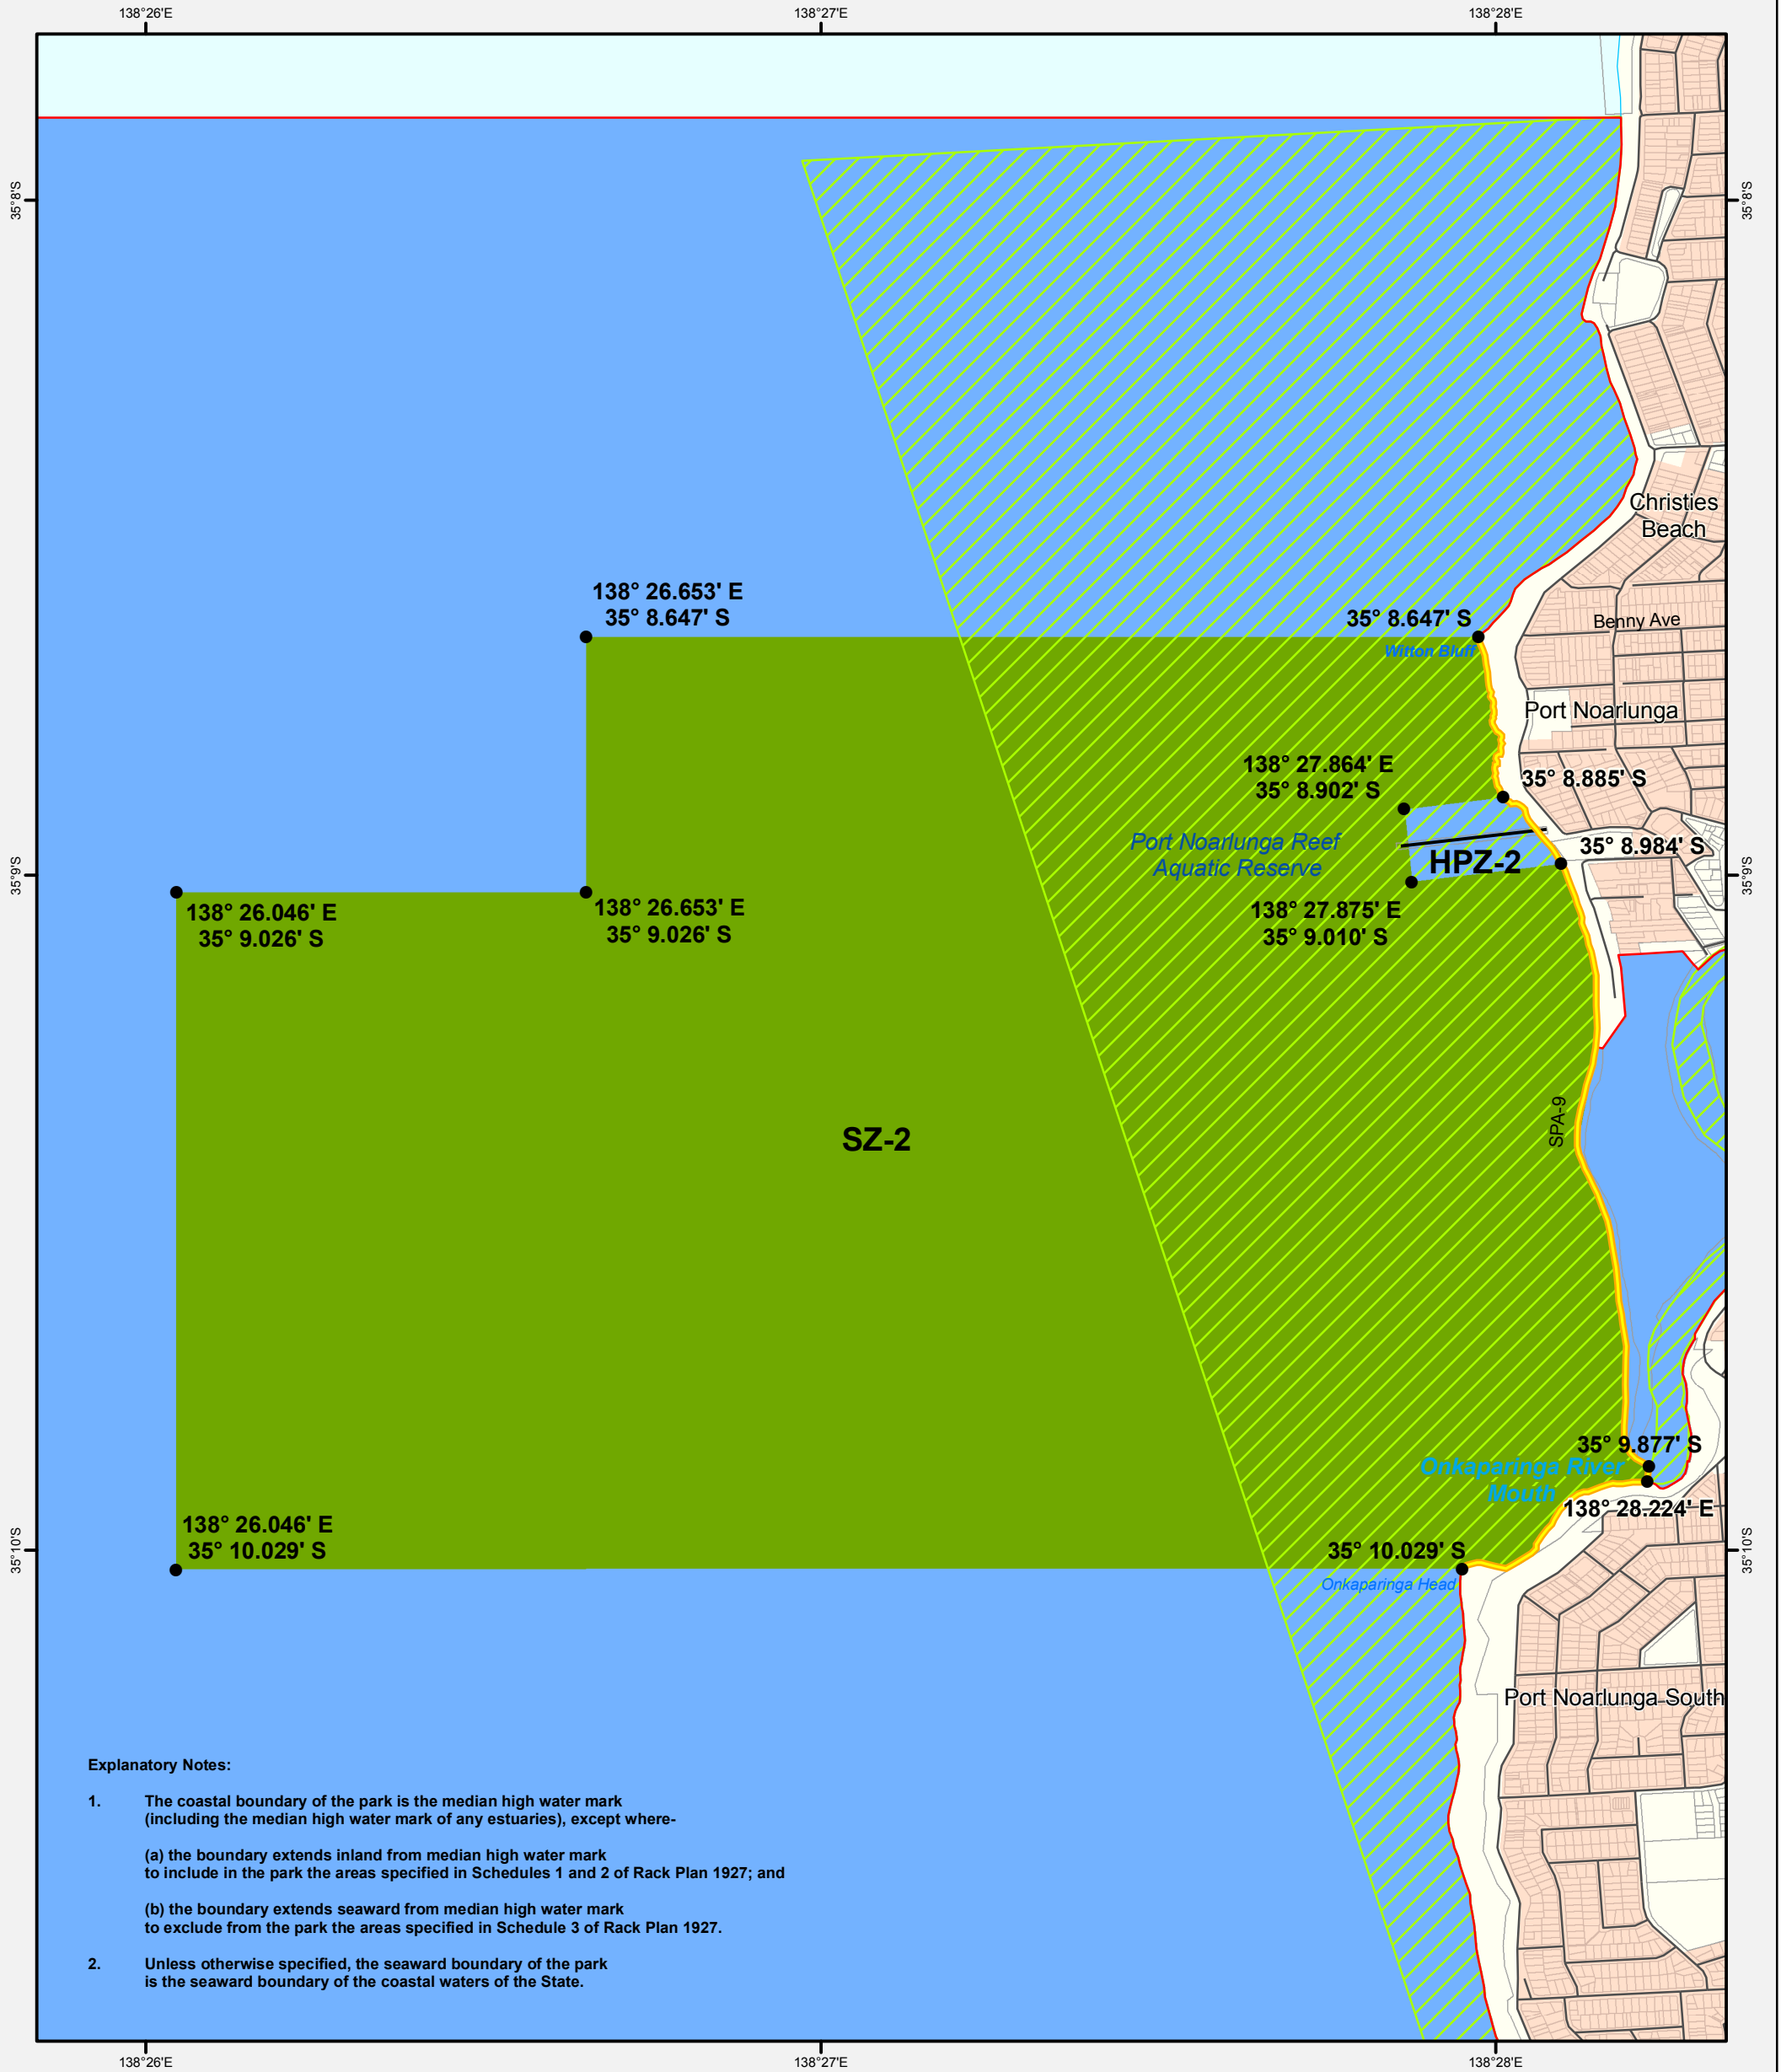 138°26'E
138°27'E
138°28'E
35°8'S
35°8'S
Christies
Beach
138° 26.653' E
35° 8.647' S
35° 8.647' S
Benny Ave
Witton Bluff
Port Noarlunga
138° 27.864' E
35° 8.902' S
35° 8.885' S
Port Noarlunga Reef
Aquatic Reserve
HPZ-2
35° 8.984' S
35°9'S
35°9'S
138° 26.046' E
35° 9.026' S
138° 26.653' E
35° 9.026' S
138° 27.875' E
35° 9.010' S
SPA-9
SZ-2
35° 9.877' S
Onkaparinga River
Mouth
138° 28.224' E
138° 26.046' E
35° 10.029' S
35° 10.029' S
35°10'S
35°10'S
Onkaparinga Head
Port Noarlunga South
Explanatory Notes:
1. The coastal boundary of the park is the median high water mark
(including the median high water mark of any estuaries), except where-
(a) the boundary extends inland from median high water mark
to include in the park the areas specified in Schedules 1 and 2 of Rack Plan 1927; and
(b) the boundary extends seaward from median high water mark
to exclude from the park the areas specified in Schedule 3 of Rack Plan 1927.
2. Unless otherwise specified, the seaward boundary of the park
is the seaward boundary of the coastal waters of the State.
138°26'E
138°27'E
138°28'E